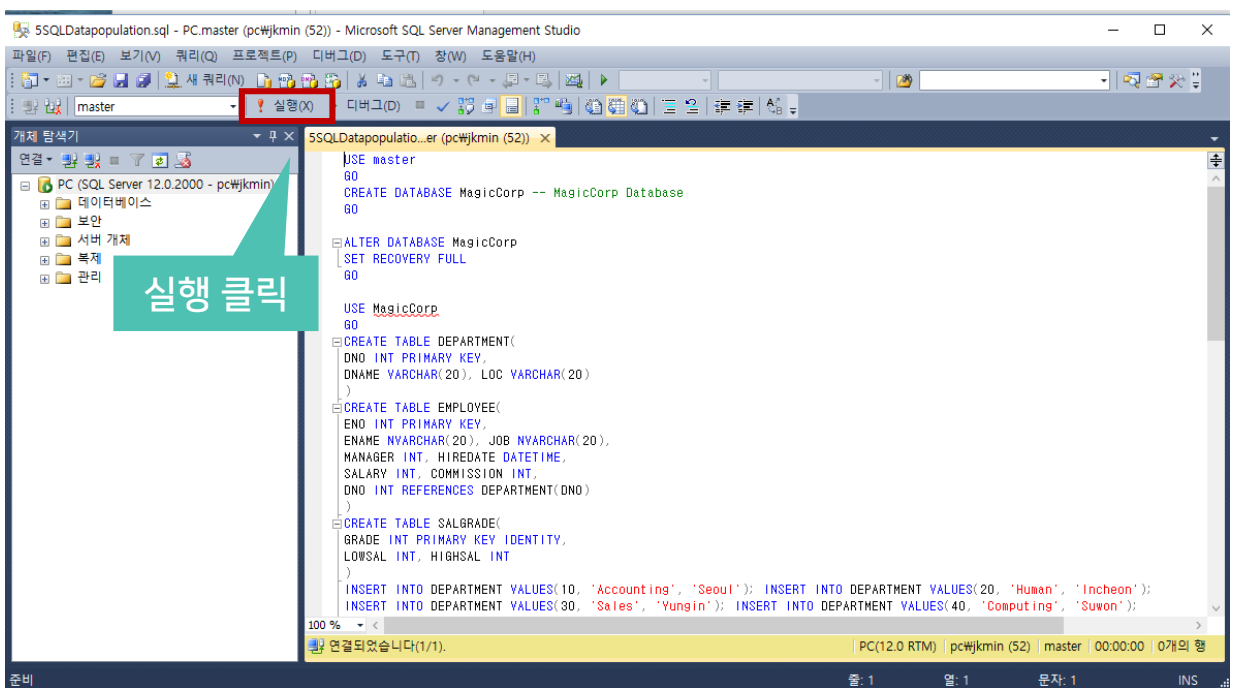 5SQLDatapopulation.sql - PC.master (pc₩jkmin (52)) - Microsoft SQL Server Management Studio
파일(F) 편집(E) 보기(V) 쿼리(Q) 프로젝트(P) 디버그(D) 도구(T) 창(W) 도움말(H)
새 쿼리(N)
master 실행(X) 디버그(D)
개체 탐색기
연결
PC (SQL Server 12.0.2000 - pc₩jkmin)
데이터베이스
보안
서버 개체
복제
관리
실행 클릭
5SQLDatapopulatio...er (pc₩jkmin (52))
USE master
GO
CREATE DATABASE MagicCorp -- MagicCorp Database
GO
ALTER DATABASE MagicCorp
SET RECOVERY FULL
GO
USE MagicCorp
GO
CREATE TABLE DEPARTMENT(
DNO INT PRIMARY KEY,
DNAME VARCHAR(20), LOC VARCHAR(20)
)
CREATE TABLE EMPLOYEE(
ENO INT PRIMARY KEY,
ENAME NVARCHAR(20), JOB NVARCHAR(20),
MANAGER INT, HIREDATE DATETIME,
SALARY INT, COMMISSION INT,
DNO INT REFERENCES DEPARTMENT(DNO)
)
CREATE TABLE SALGRADE(
GRADE INT PRIMARY KEY IDENTITY,
LOWSAL INT, HIGHSAL INT
)
INSERT INTO DEPARTMENT VALUES(10, 'Accounting', 'Seoul'); INSERT INTO DEPARTMENT VALUES(20, 'Human', 'Incheon');
INSERT INTO DEPARTMENT VALUES(30, 'Sales', 'Yungin'); INSERT INTO DEPARTMENT VALUES(40, 'Computing', 'Suwon');
100 %
연결되었습니다(1/1). PC(12.0 RTM) pc₩jkmin (52) master 00:00:00 0개의 행
준비 줄: 1 열: 1 문자: 1 INS